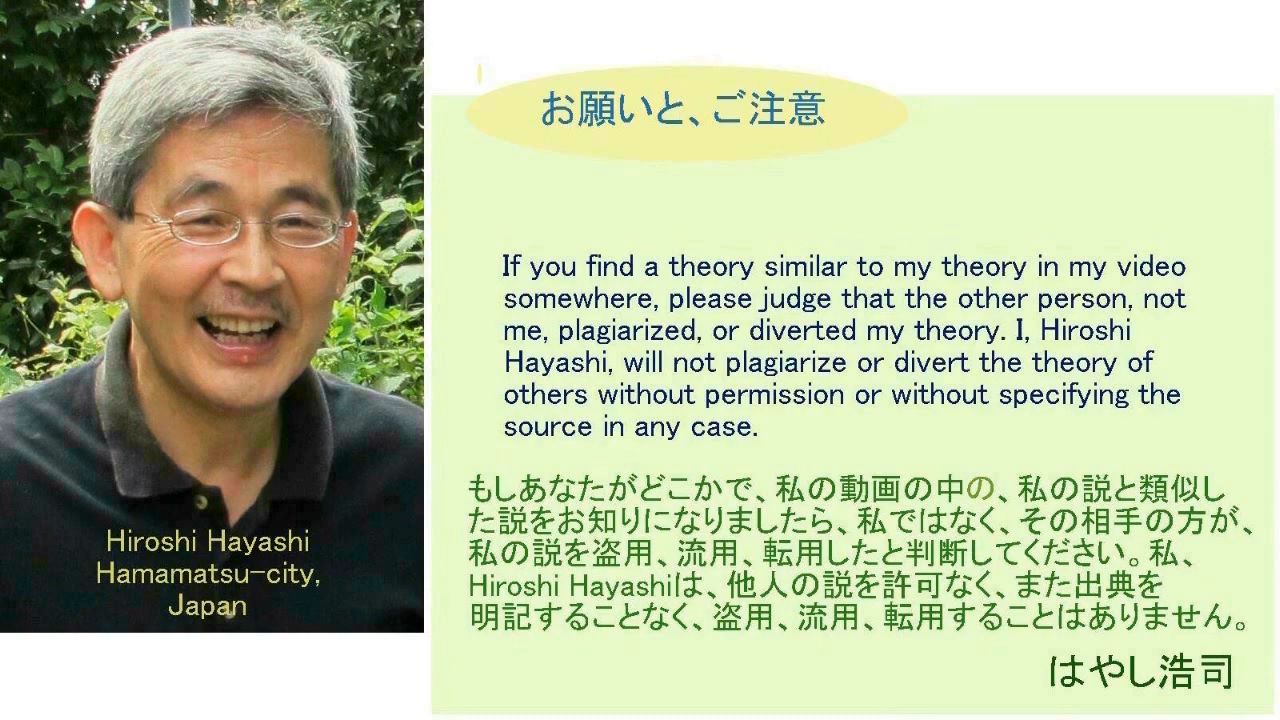 お願いと、ご注意
If you find a theory similar to my theory in my video
somewhere, please judge that the other person, not
me, plagiarized, or diverted my theory. I, Hiroshi
Hayashi, will not plagiarize or divert the theory of
others without permission or without specifying the
source in any case.
もしあなたがどこかで、私の動画の中の、私の説と類似し
た説をお知りになりましたら、私ではなく、その相手の方が、
私の説を盗用、流用、転用したと判断してください。私、
Hiroshi Hayashiは、他人の説を許可なく、また出典を
明記することなく、盗用、流用、転用することはありません。
はやし浩司
Hiroshi Hayashi
Hamamatsu-city,
Japan